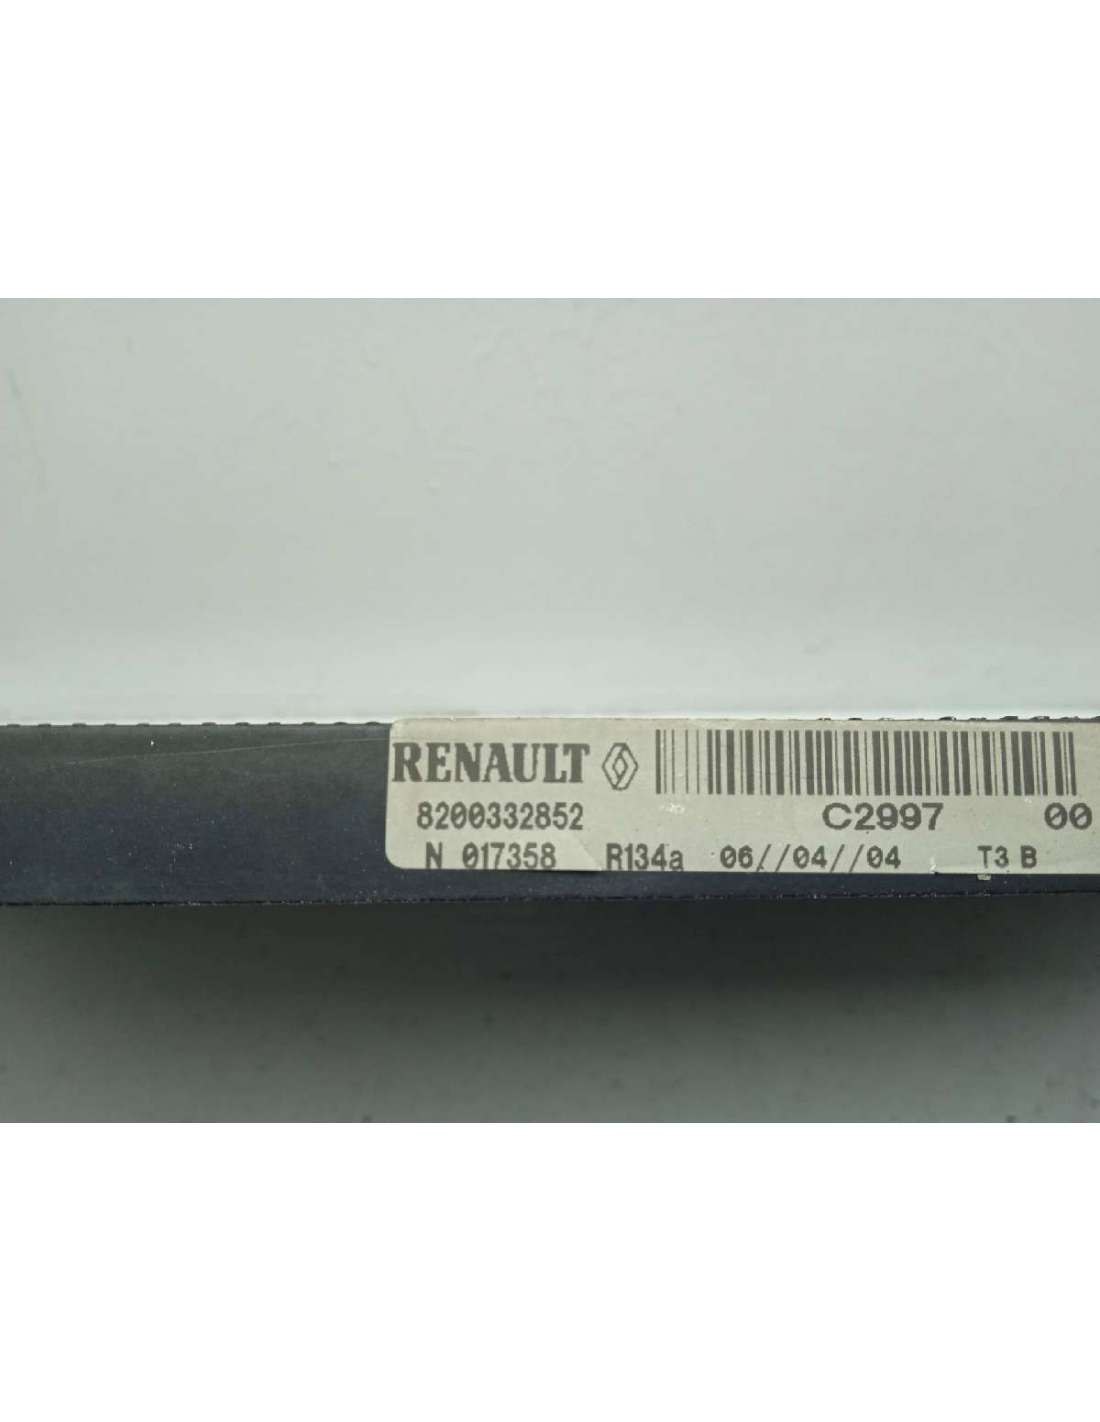 RENAULT
8200332852 C2997 00
N 017358 R134a 06//04//04 T3 B